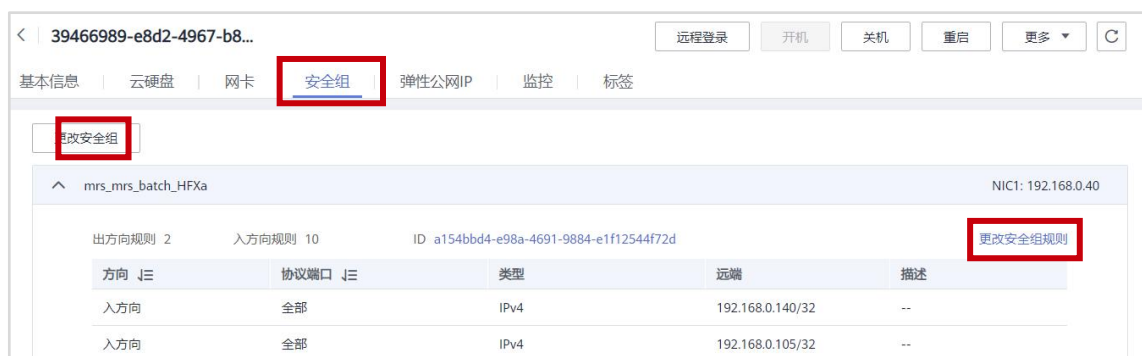 39466989-e8d2-4967-b8... 远程登录 开机 关机 重启 更多
基本信息 云硬盘 网卡 安全组 弹性公网IP 监控 标签
更改安全组
mrs_mrs_batch_HFXa NIC1: 192.168.0.40
出方向规则 2 入方向规则 10 ID a154bbd4-e98a-4691-9884-e1f12544f72d 更改安全组规则
方向 协议端口 类型 远端 描述
入方向 全部 IPv4 192.168.0.140/32 --
入方向 全部 IPv4 192.168.0.105/32 --